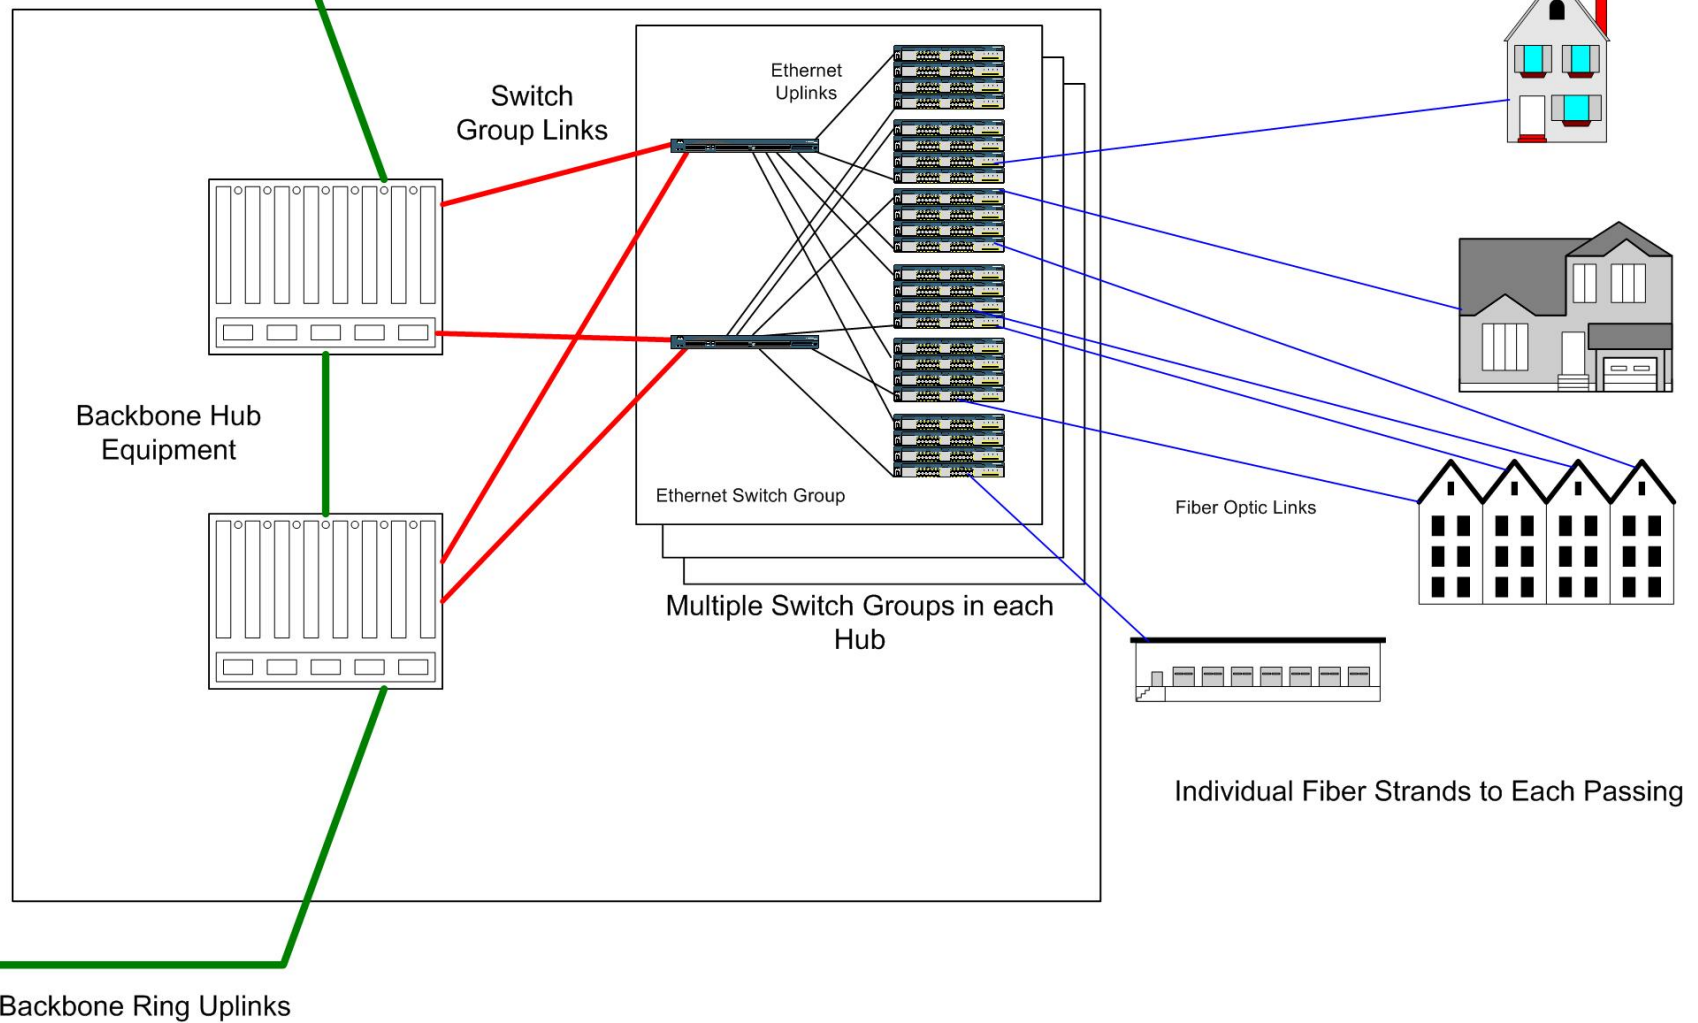 Ethernet
Uplinks
Switch
Group Links
Backbone Hub
Equipment
Ethernet Switch Group
Fiber Optic Links
Multiple Switch Groups in each
Hub
Individual Fiber Strands to Each Passing
Backbone Ring Uplinks